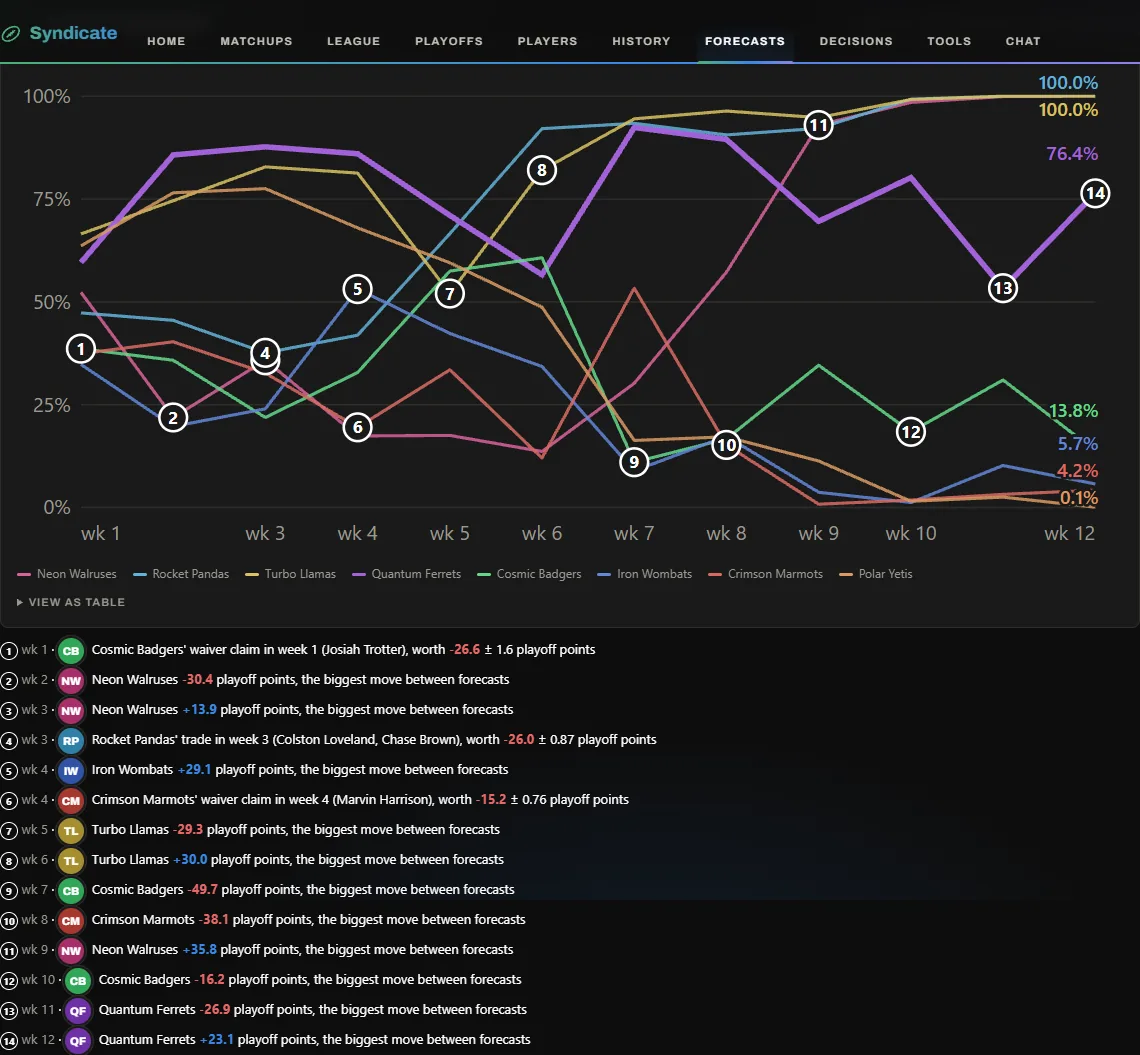 Syndicate HOME MATCHUPS LEAGUE PLAYOFFS PLAYERS HISTORY FORECASTS DECISIONS TOOLS CHAT
100%
75%
50%
25%
0%
100.0%
100.0%
76.4%
13.8%
5.7%
4.2%
0.1%
1
2
4
5
6
7
8
9
10
11
12
13
14
wk 1 wk 3 wk 4 wk 5 wk 6 wk 7 wk 8 wk 9 wk 10 wk 12
Neon Walruses Rocket Pandas Turbo Llamas Quantum Ferrets Cosmic Badgers Iron Wombats Crimson Marmots Polar Yetis
VIEW AS TABLE
1 wk 1 · CB Cosmic Badgers' waiver claim in week 1 (Josiah Trotter), worth -26.6 ± 1.6 playoff points
2 wk 2 · NW Neon Walruses -30.4 playoff points, the biggest move between forecasts
3 wk 3 · NW Neon Walruses +13.9 playoff points, the biggest move between forecasts
4 wk 3 · RP Rocket Pandas' trade in week 3 (Colston Loveland, Chase Brown), worth -26.0 ± 0.87 playoff points
5 wk 4 · IW Iron Wombats +29.1 playoff points, the biggest move between forecasts
6 wk 4 · CM Crimson Marmots' waiver claim in week 4 (Marvin Harrison), worth -15.2 ± 0.76 playoff points
7 wk 5 · TL Turbo Llamas -29.3 playoff points, the biggest move between forecasts
8 wk 6 · TL Turbo Llamas +30.0 playoff points, the biggest move between forecasts
9 wk 7 · CB Cosmic Badgers -49.7 playoff points, the biggest move between forecasts
10 wk 8 · CM Crimson Marmots -38.1 playoff points, the biggest move between forecasts
11 wk 9 · NW Neon Walruses +35.8 playoff points, the biggest move between forecasts
12 wk 10 · CB Cosmic Badgers -16.2 playoff points, the biggest move between forecasts
13 wk 11 · QF Quantum Ferrets -26.9 playoff points, the biggest move between forecasts
14 wk 12 · QF Quantum Ferrets +23.1 playoff points, the biggest move between forecasts